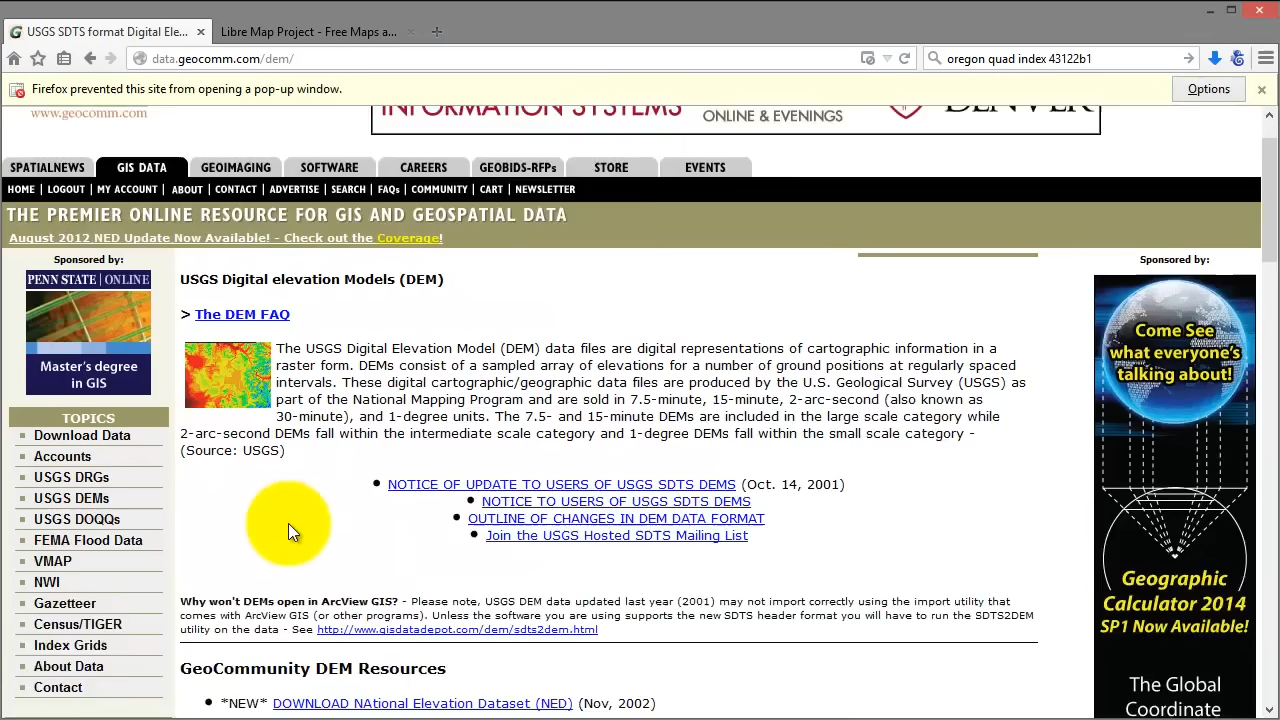 USGS SDTS format Digital Ele...
Libre Map Project - Free Maps a...
data.geocomm.com/dem/
oregon quad index 43122b1
Firefox prevented this site from opening a pop-up window.
Options
www.geocomm.com
INFORMATION SYSTEMS
ONLINE & EVENINGS
DENVER
SPATIALNEWS
GIS DATA
GEOIMAGING
SOFTWARE
CAREERS
GEOBIDS-RFPs
STORE
EVENTS
HOME | LOGOUT | MY ACCOUNT | ABOUT | CONTACT | ADVERTISE | SEARCH | FAQs | COMMUNITY | CART | NEWSLETTER
THE PREMIER ONLINE RESOURCE FOR GIS AND GEOSPATIAL DATA
August 2012 NED Update Now Available! - Check out the Coverage!
Sponsored by:
PENN STATE | ONLINE
Master's degree
in GIS
TOPICS
Download Data
Accounts
USGS DRGs
USGS DEMs
USGS DOQQs
FEMA Flood Data
VMAP
NWI
Gazetteer
Census/TIGER
Index Grids
About Data
Contact
USGS Digital elevation Models (DEM)
> The DEM FAQ
The USGS Digital Elevation Model (DEM) data files are digital representations of cartographic information in a
raster form. DEMs consist of a sampled array of elevations for a number of ground positions at regularly spaced
intervals. These digital cartographic/geographic data files are produced by the U.S. Geological Survey (USGS) as
part of the National Mapping Program and are sold in 7.5-minute, 15-minute, 2-arc-second (also known as
30-minute), and 1-degree units. The 7.5- and 15-minute DEMs are included in the large scale category while
2-arc-second DEMs fall within the intermediate scale category and 1-degree DEMs fall within the small scale category -
(Source: USGS)
NOTICE OF UPDATE TO USERS OF USGS SDTS DEMS (Oct. 14, 2001)
NOTICE TO USERS OF USGS SDTS DEMS
OUTLINE OF CHANGES IN DEM DATA FORMAT
Join the USGS Hosted SDTS Mailing List
Why won't DEMs open in ArcView GIS? - Please note, USGS DEM data updated last year (2001) may not import correctly using the import utility that
comes with ArcView GIS (or other programs). Unless the software you are using supports the new SDTS header format you will have to run the SDTS2DEM
utility on the data - See http://www.gisdatadepot.com/dem/sdts2dem.html
GeoCommunity DEM Resources
*NEW* DOWNLOAD NAtional Elevation Dataset (NED) (Nov, 2002)
Sponsored by:
Come See
what everyone's
talking about!
Geographic
Calculator 2014
SP1 Now Available!
The Global
Coordinate